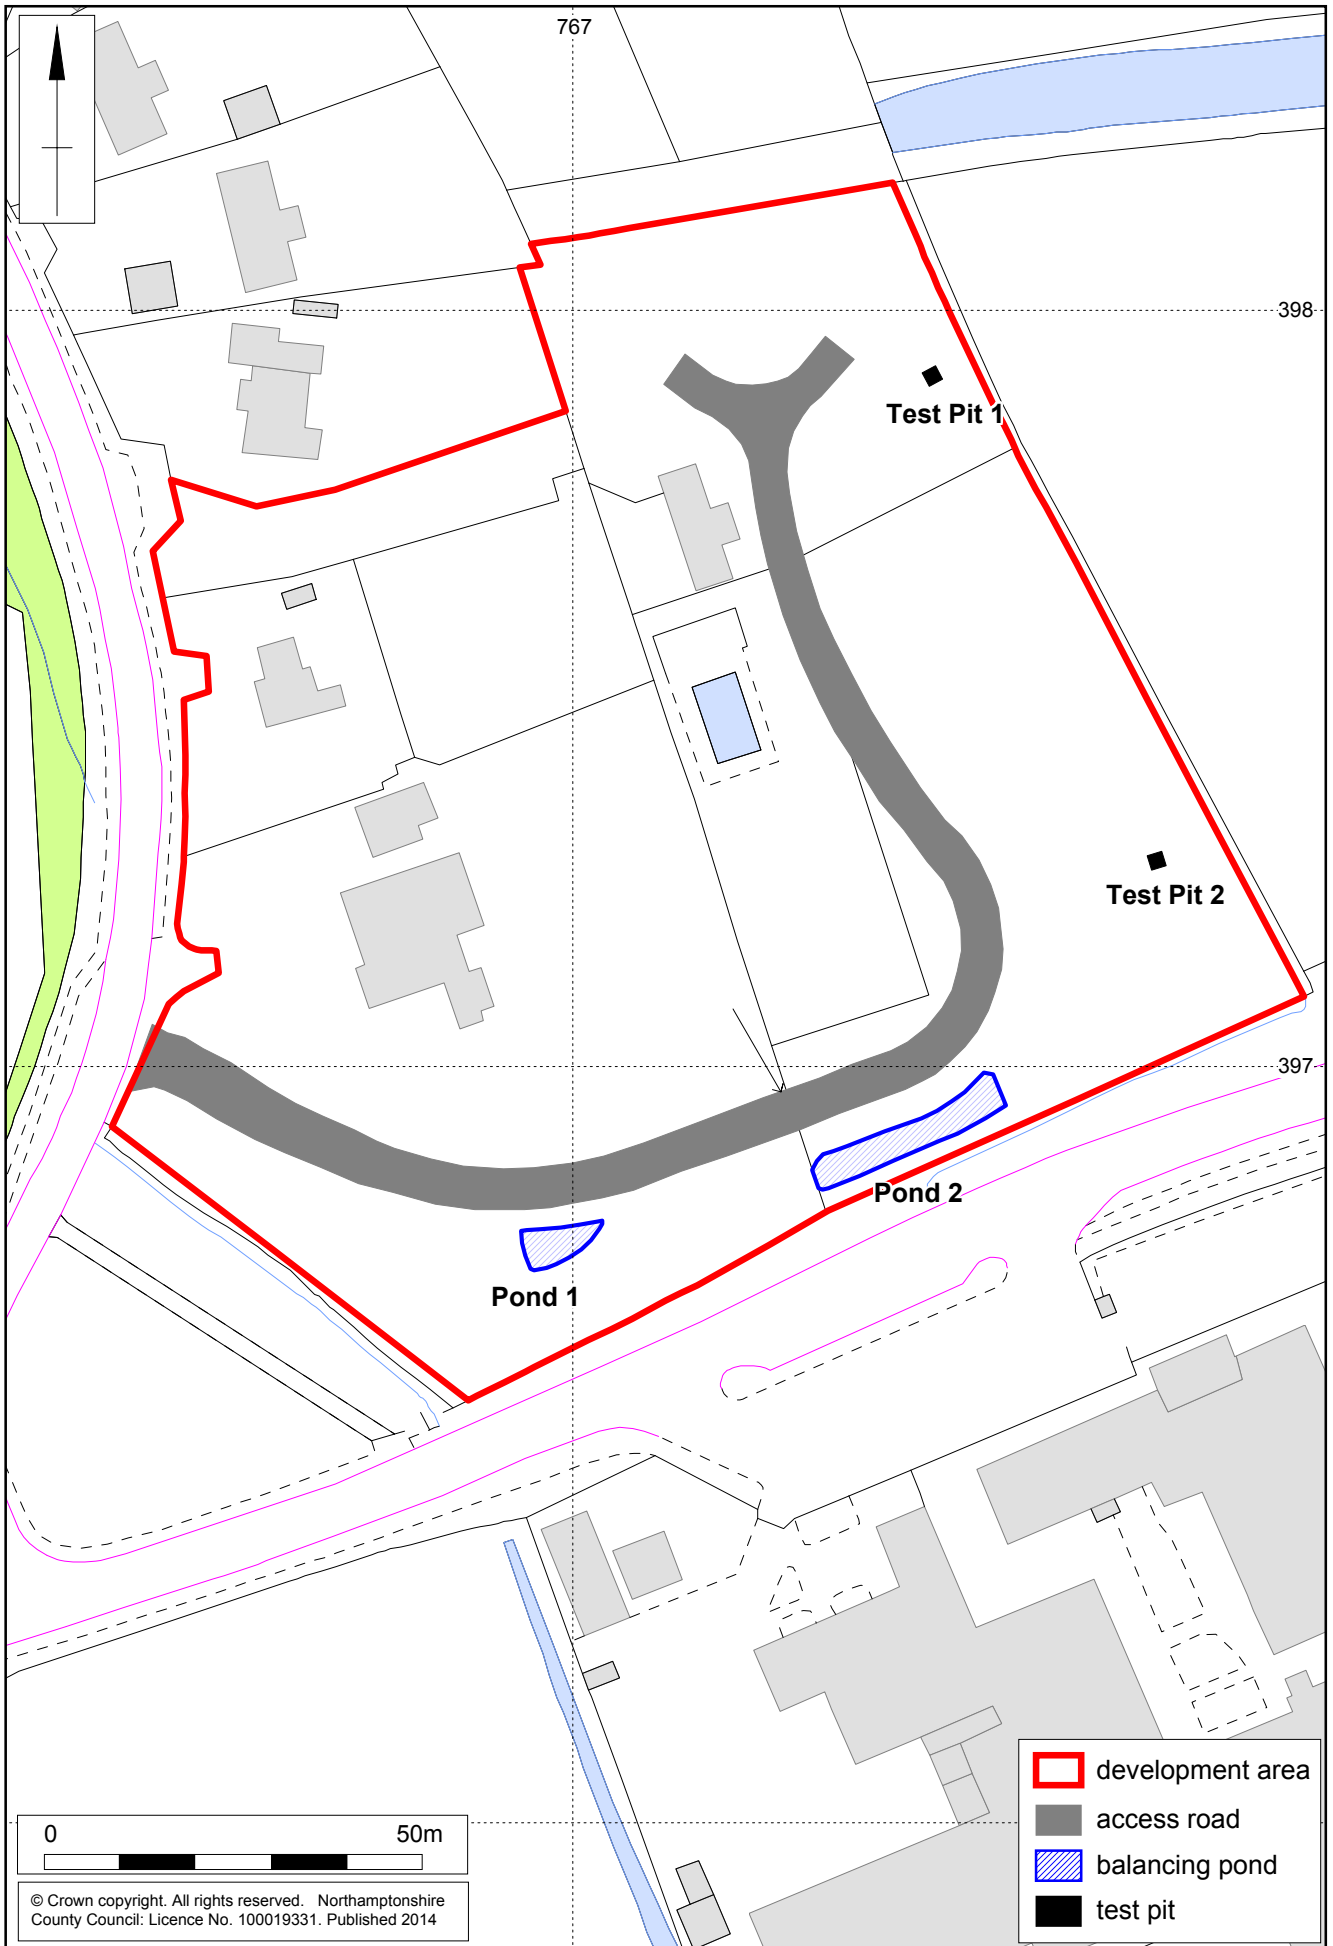 767
398
Test Pit 1
Test Pit 2
397
Pond 2
Pond 1
development area
access road
balancing pond
test pit
0 50m
© Crown copyright. All rights reserved. Northamptonshire
County Council: Licence No. 100019331. Published 2014